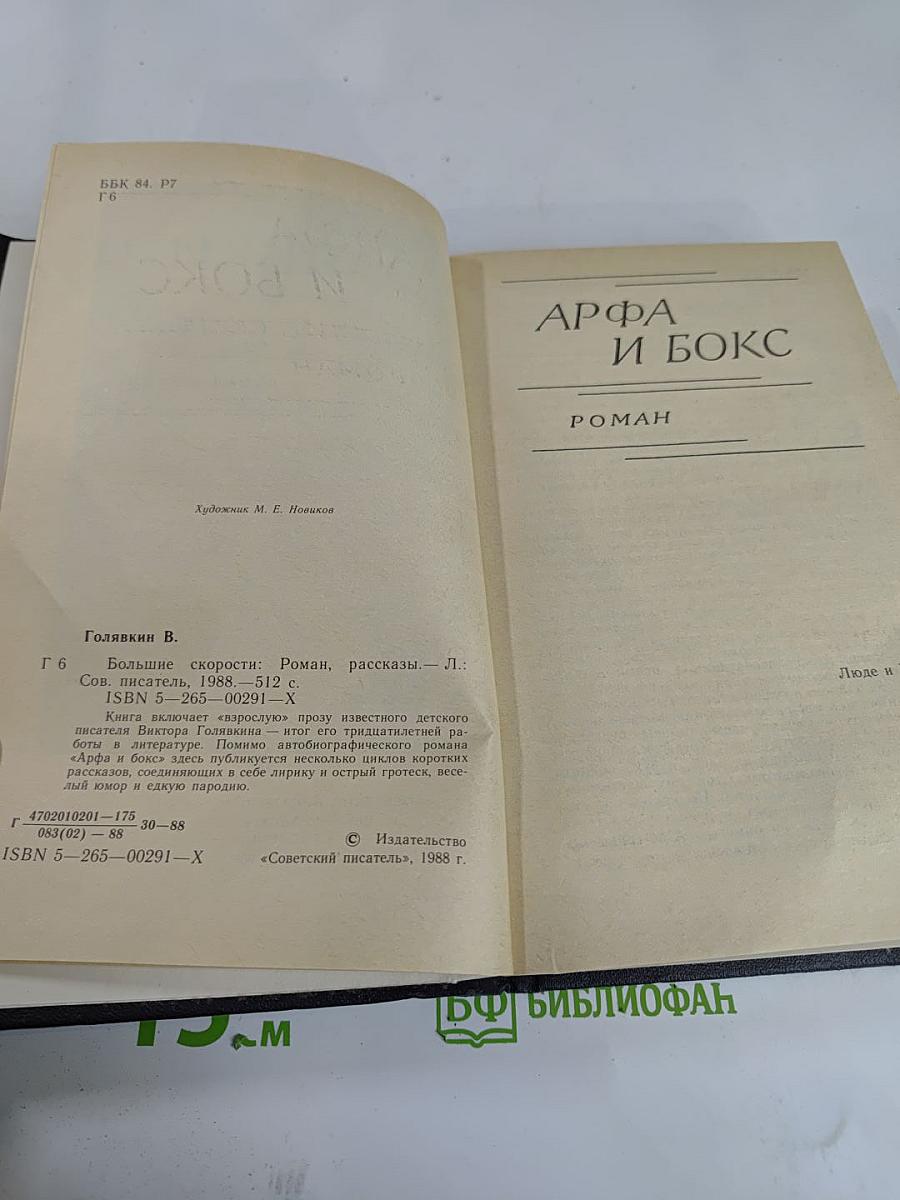 ББК 84. Р7
Г6
Художник М. Е. Новиков
Голявкин В.
Г 6 Большие скорости: Роман, рассказы.— Л.:
Сов. писатель, 1988.—512 с.
ISBN 5—265—00291—X
Книга включает «взрослую» прозу известного детского
писателя Виктора Голявкина — итог его тридцатилетней ра-
боты в литературе. Помимо автобиографического романа
«Арфа и бокс» здесь публикуется несколько циклов коротких
рассказов, соединяющих в себе лирику и острый гротеск, весе-
лый юмор и едкую пародию.
Г 4702010201—175 30—88
083(02) — 88
ISBN 5—265—00291—X
© Издательство
«Советский писатель», 1988 г.
АРФА
И БОКС
РОМАН
Люде и
15 см
БФ БИБЛИОФАН